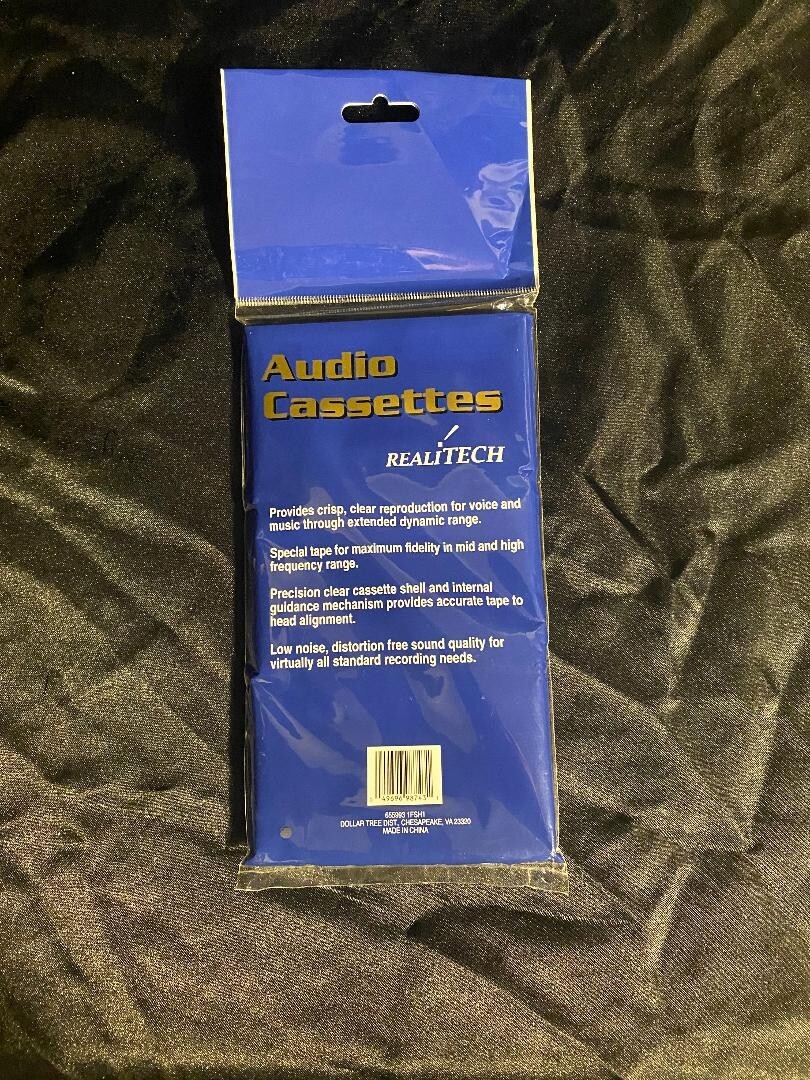 Audio
Cassettes
REALiTECH
Provides crisp, clear reproduction for voice and
music through extended dynamic range.
Special tape for maximum fidelity in mid and high
frequency range.
Precision clear cassette shell and internal
guidance mechanism provides accurate tape to
head alignment.
Low noise, distortion free sound quality for
virtually all standard recording needs.
655993 1FSH1
DOLLAR TREE DIST., CHESAPEAKE, VA 23320
MADE IN CHINA